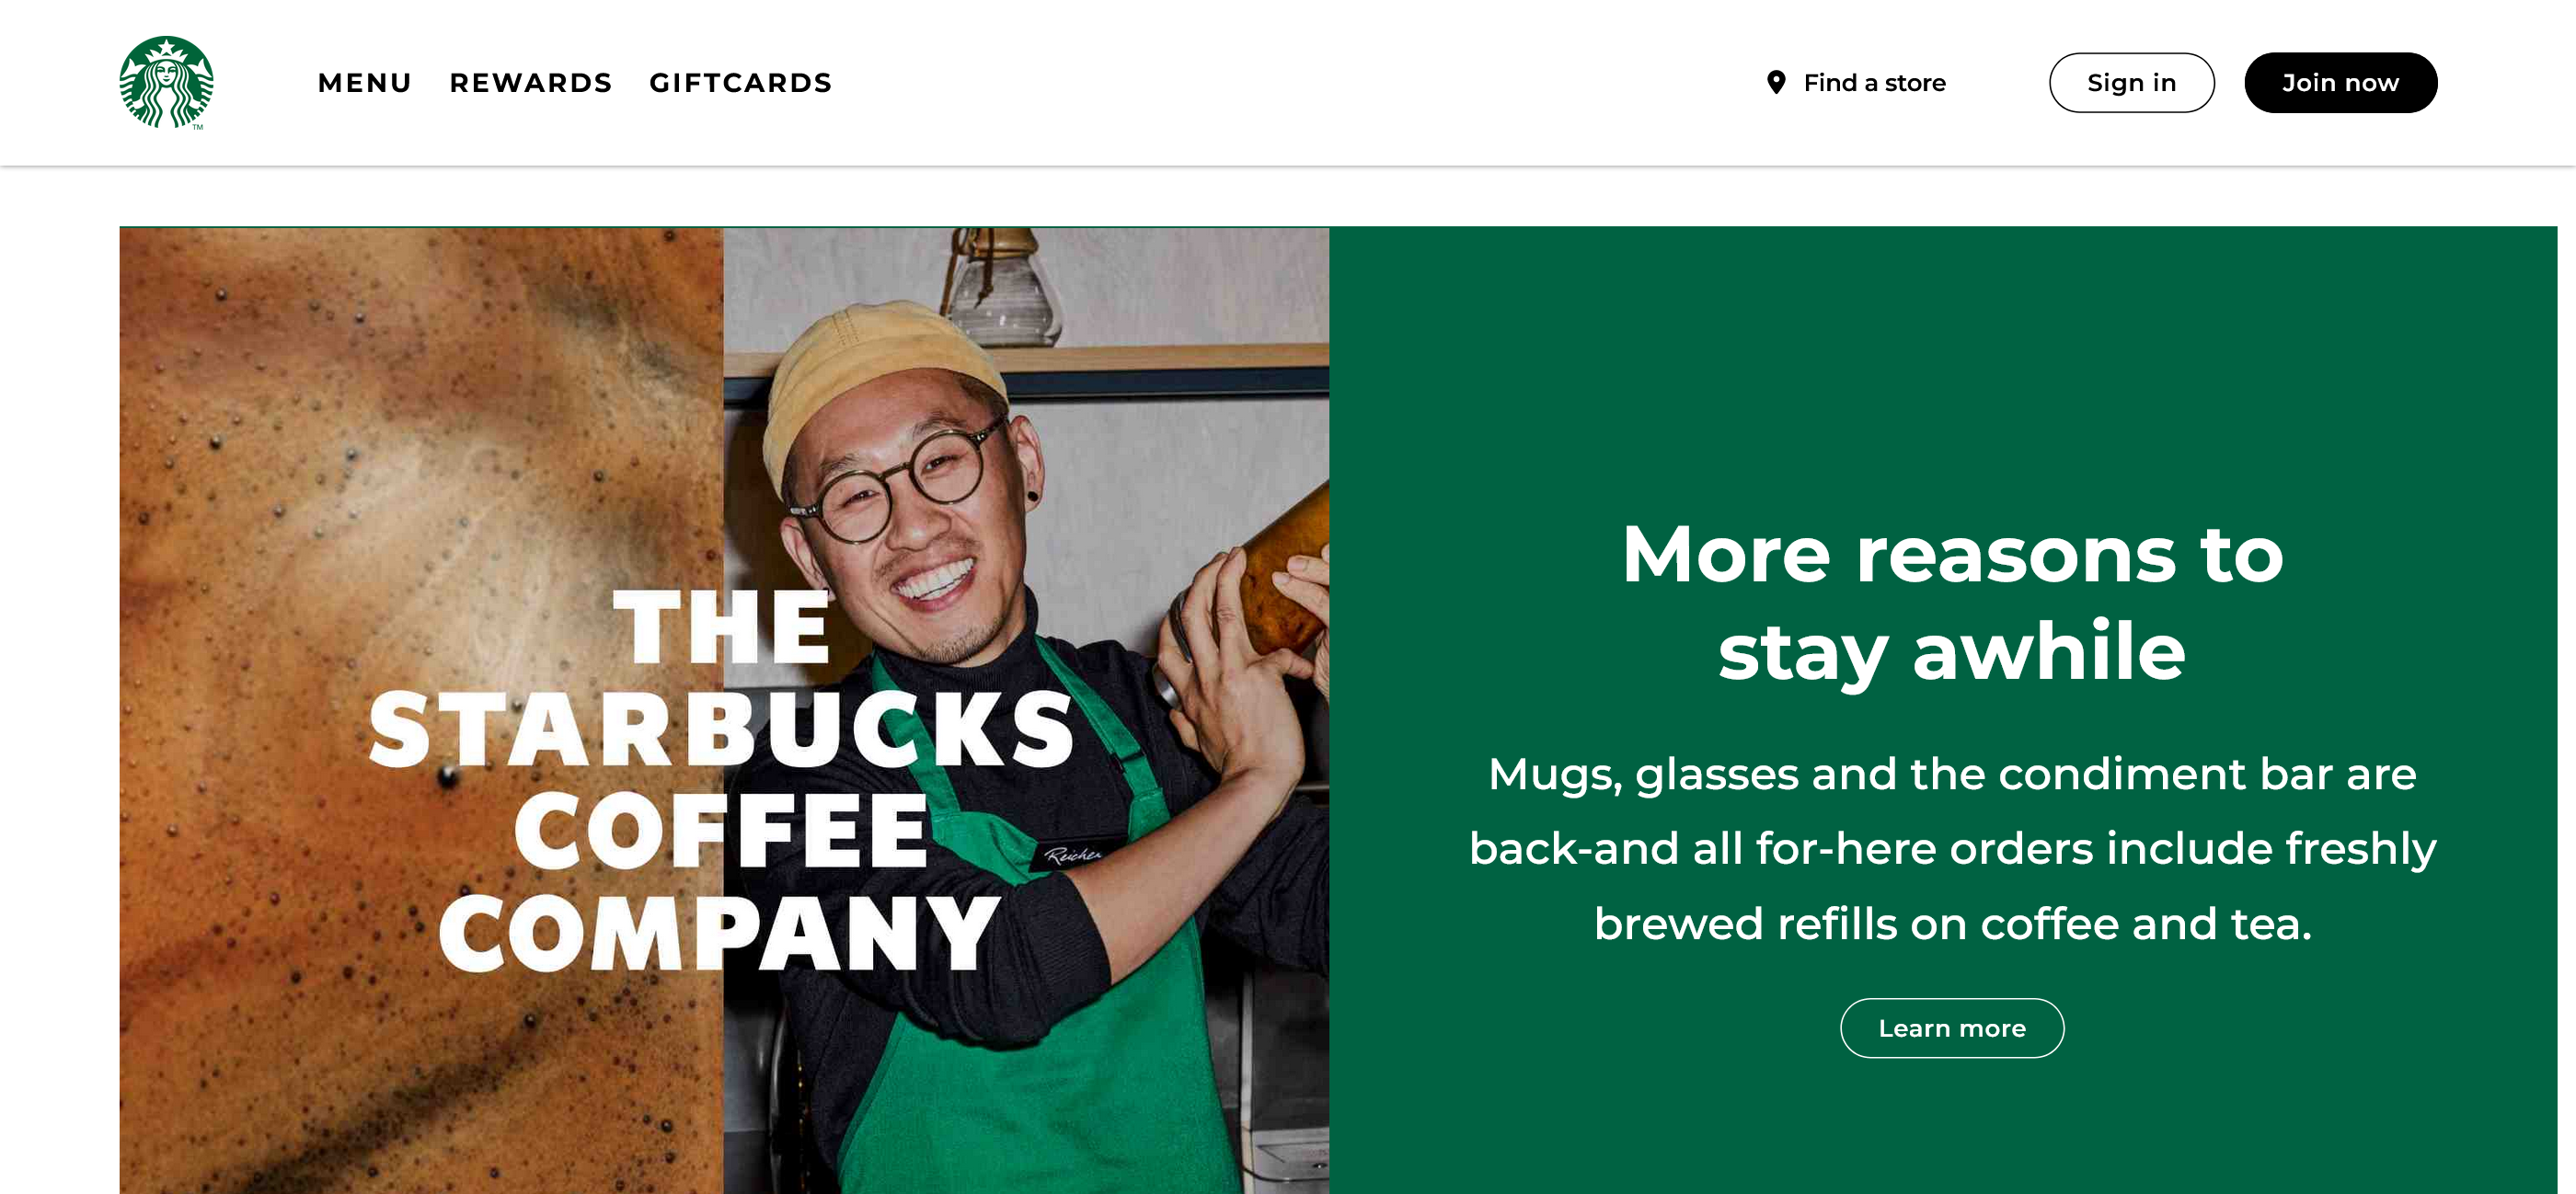 MENU REWARDS GIFTCARDS Find a store Sign in Join now
TM
THE
STARBUCKS
COFFEE
COMPANY
More reasons to
stay awhile
Mugs, glasses and the condiment bar are
back-and all for-here orders include freshly
brewed refills on coffee and tea.
Learn more